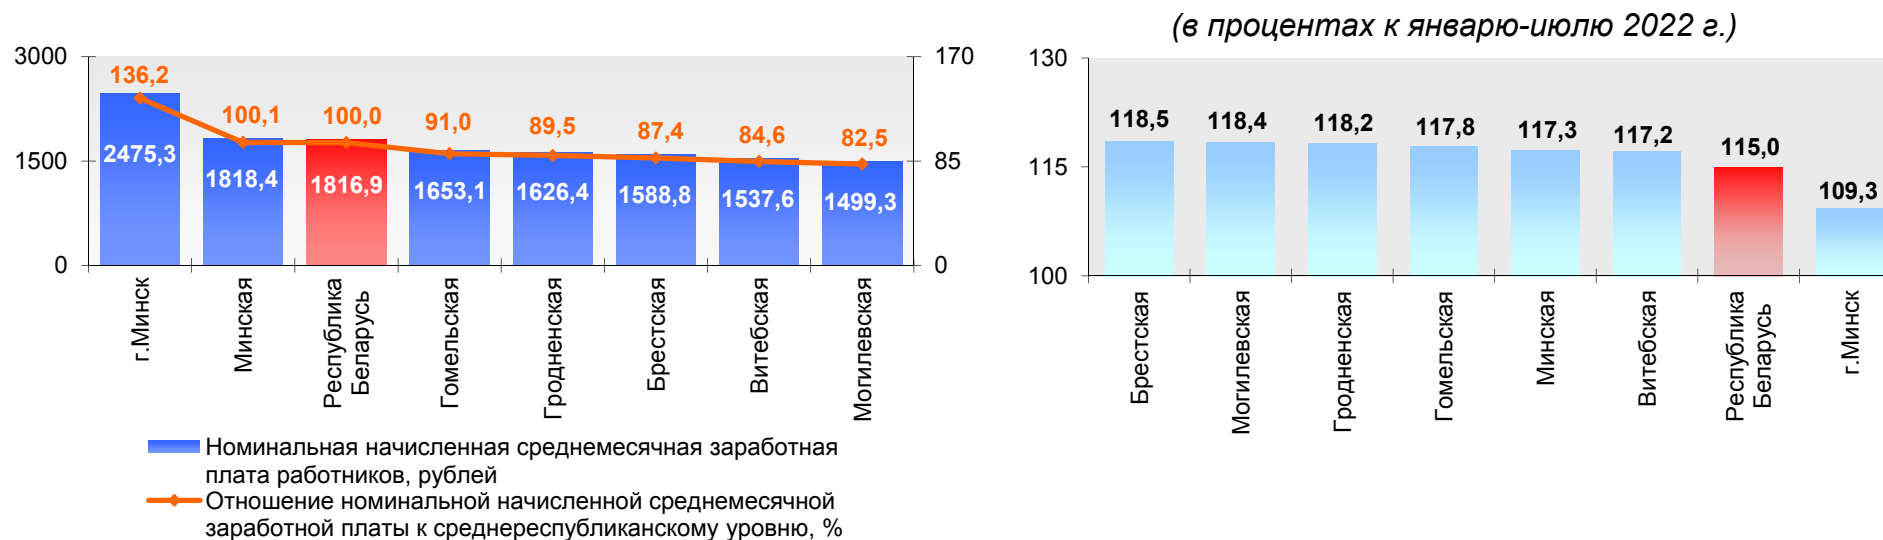 3000
1500
0
170
85
0
136,2
100,1
100,0
91,0
89,5
87,4
84,6
82,5
2475,3
1818,4
1816,9
1653,1
1626,4
1588,8
1537,6
1499,3
г.Минск
Минская
Республика
Беларусь
Гомельская
Гродненская
Брестская
Витебская
Могилевская
Номинальная начисленная среднемесячная заработная
плата работников, рублей
Отношение номинальной начисленной среднемесячной
заработной платы к среднереспубликанскому уровню, %
(в процентах к январю-июлю 2022 г.)
130
115
100
118,5
118,4
118,2
117,8
117,3
117,2
115,0
109,3
Брестская
Могилевская
Гродненская
Гомельская
Минская
Витебская
Республика
Беларусь
г.Минск